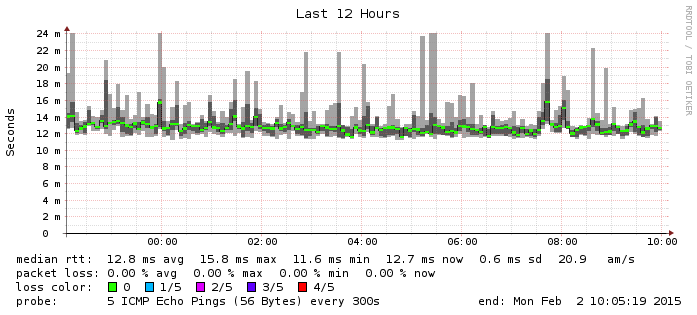 Last 12 Hours
RRDTOOL / TOBI OETIKER
Seconds
24 m
22 m
20 m
18 m
16 m
14 m
12 m
10 m
8 m
6 m
4 m
2 m
0
00:00 02:00 04:00 06:00 08:00 10:00
median rtt: 12.8 ms avg 15.8 ms max 11.6 ms min 12.7 ms now 0.6 ms sd 20.9 am/s
packet loss: 0.00 % avg 0.00 % max 0.00 % min 0.00 % now
loss color: 0 1/5 2/5 3/5 4/5
probe: 5 ICMP Echo Pings (56 Bytes) every 300s end: Mon Feb 2 10:05:19 2015